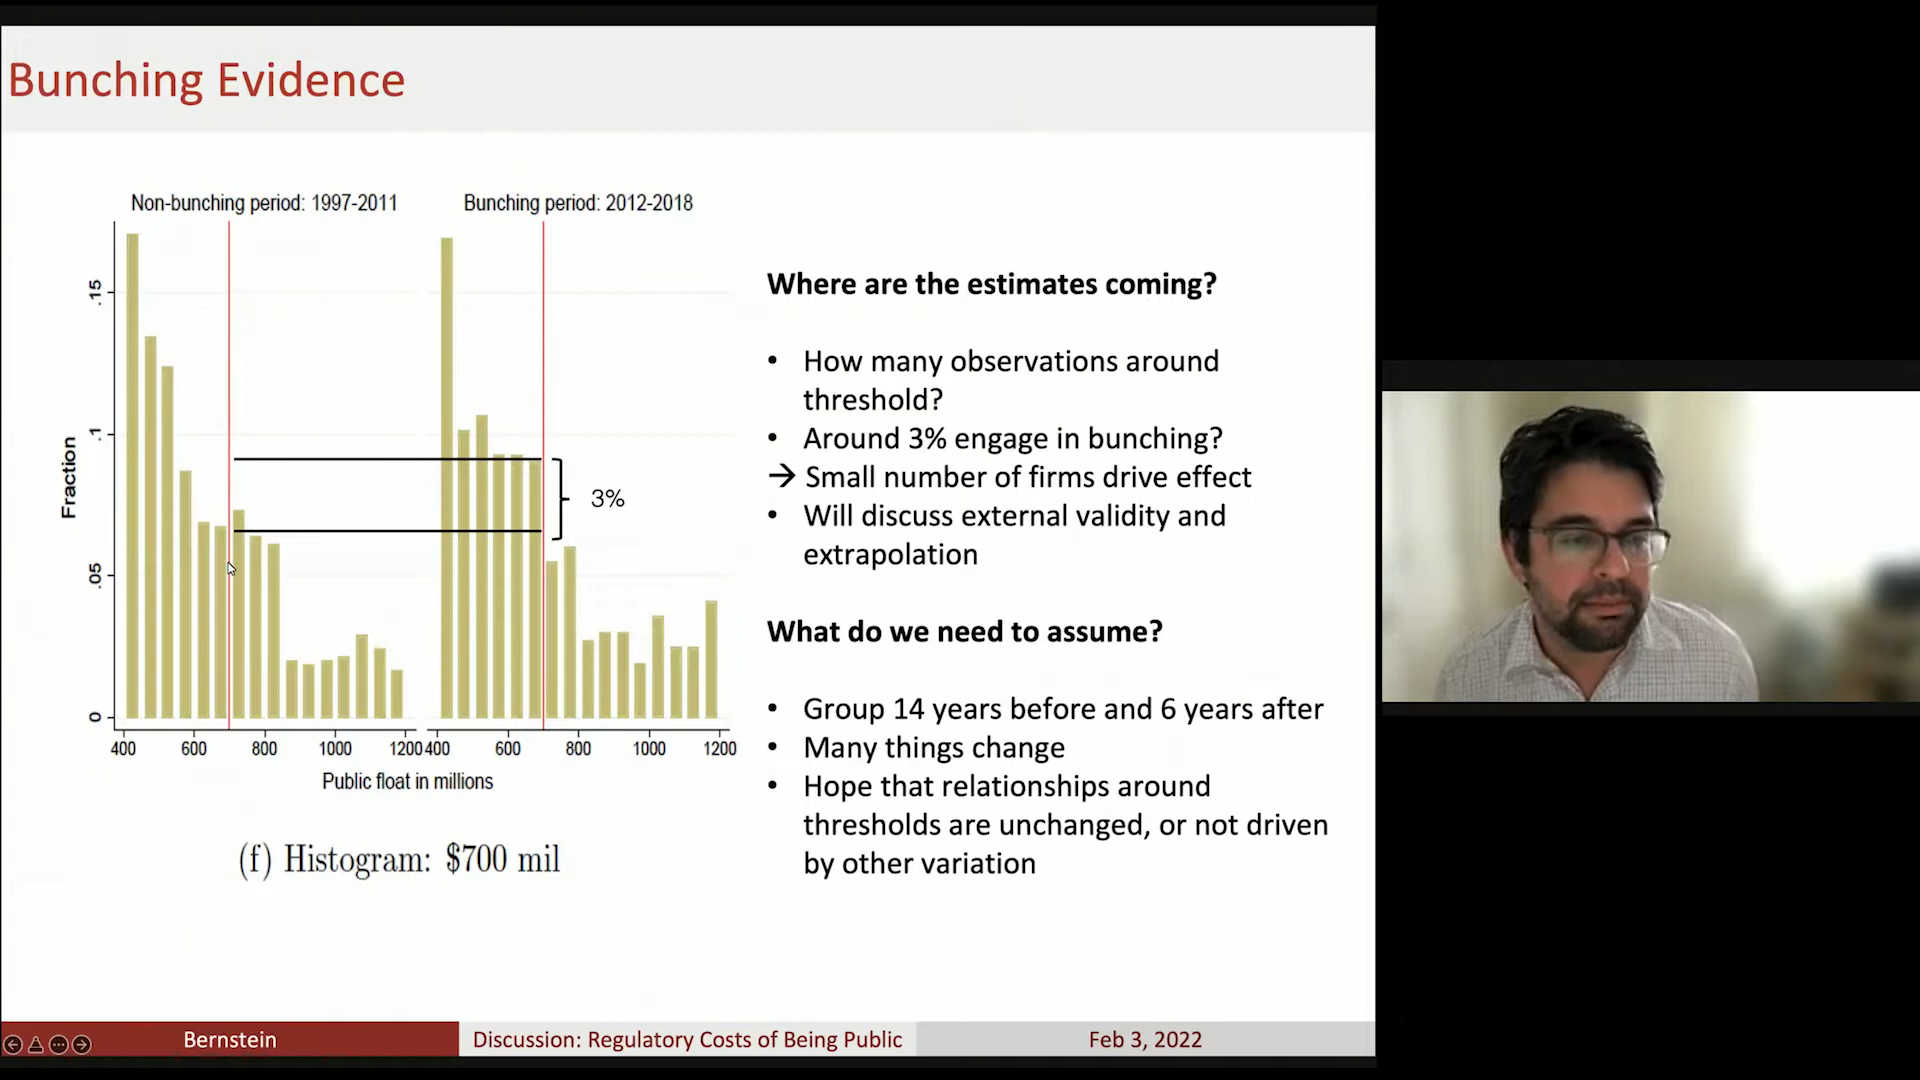 Bunching Evidence
Non-bunching period: 1997-2011
Bunching period: 2012-2018
Fraction
.15
.1
.05
0
3%
400 600 800 1000 1200
400 600 800 1000 1200
Public float in millions
(f) Histogram: $700 mil
Where are the estimates coming?
• How many observations around
threshold?
• Around 3% engage in bunching?
→ Small number of firms drive effect
• Will discuss external validity and
extrapolation
What do we need to assume?
• Group 14 years before and 6 years after
• Many things change
• Hope that relationships around
thresholds are unchanged, or not driven
by other variation
Bernstein
Discussion: Regulatory Costs of Being Public
Feb 3, 2022